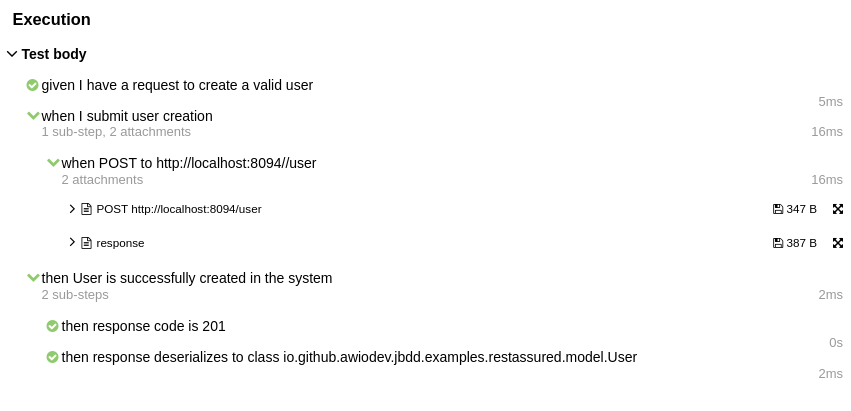 Execution
Test body
given I have a request to create a valid user
5ms
when I submit user creation
1 sub-step, 2 attachments
16ms
when POST to http://localhost:8094//user
2 attachments
16ms
POST http://localhost:8094/user
347 B
response
387 B
then User is successfully created in the system
2 sub-steps
2ms
then response code is 201
0s
then response deserializes to class io.github.awiodev.jbdd.examples.restassured.model.User
2ms